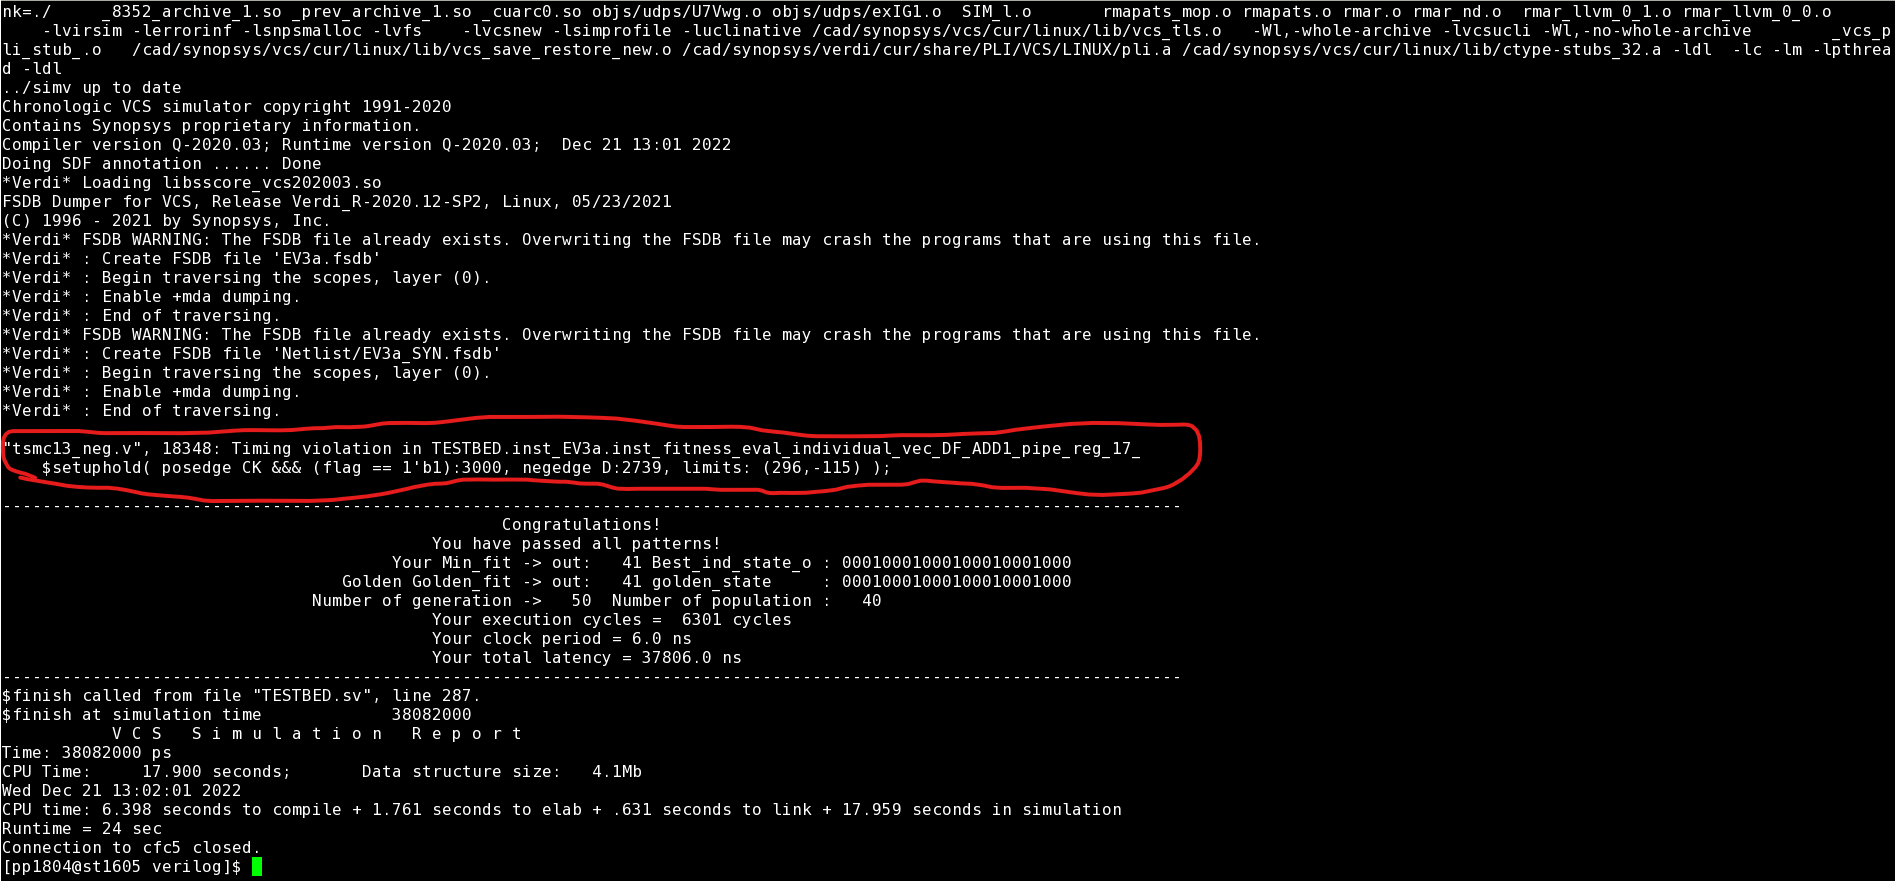 nk=./     _8352_archive_1.so _prev_archive_1.so _cuarc0.so objs/udps/U7Vwg.o objs/udps/exIG1.o  SIM_l.o       rmapats_mop.o rmapats.o rmar.o rmar_nd.o  rmar_llvm_0_1.o rmar_llvm_0_0.o
    -lvirsim -lerrorinf -lsnpsmalloc -lvfs    -lvcsnew -lsimprofile -luclinative /cad/synopsys/vcs/cur/linux/lib/vcs_tls.o   -Wl,-whole-archive -lvcsucli -Wl,-no-whole-archive        _vcs_p
li_stub_.o   /cad/synopsys/vcs/cur/linux/lib/vcs_save_restore_new.o /cad/synopsys/verdi/cur/share/PLI/VCS/LINUX/pli.a /cad/synopsys/vcs/cur/linux/lib/ctype-stubs_32.a -ldl  -lc -lm -lpthrea
d -ldl
../simv up to date
Chronologic VCS simulator copyright 1991-2020
Contains Synopsys proprietary information.
Compiler version Q-2020.03; Runtime version Q-2020.03;  Dec 21 13:01 2022
Doing SDF annotation ...... Done
*Verdi* Loading libsscore_vcs202003.so
FSDB Dumper for VCS, Release Verdi_R-2020.12-SP2, Linux, 05/23/2021
(C) 1996 - 2021 by Synopsys, Inc.
*Verdi* FSDB WARNING: The FSDB file already exists. Overwriting the FSDB file may crash the programs that are using this file.
*Verdi* : Create FSDB file 'EV3a.fsdb'
*Verdi* : Begin traversing the scopes, layer (0).
*Verdi* : Enable +mda dumping.
*Verdi* : End of traversing.
*Verdi* FSDB WARNING: The FSDB file already exists. Overwriting the FSDB file may crash the programs that are using this file.
*Verdi* : Create FSDB file 'Netlist/EV3a_SYN.fsdb'
*Verdi* : Begin traversing the scopes, layer (0).
*Verdi* : Enable +mda dumping.
*Verdi* : End of traversing.
"tsmc13_neg.v", 18348: Timing violation in TESTBED.inst_EV3a.inst_fitness_eval_individual_vec_DF_ADD1_pipe_reg_17_
    $setuphold( posedge CK &&& (flag == 1'b1):3000, negedge D:2739, limits: (296,-115) );
----------------------------------------------------------------------------------------------------------------------
Congratulations!
You have passed all patterns!
Your Min_fit -> out:   41 Best_ind_state_o : 00010001000100010001000
Golden Golden_fit -> out:   41 golden_state     : 00010001000100010001000
Number of generation ->   50  Number of population :   40
Your execution cycles =  6301 cycles
Your clock period = 6.0 ns
Your total latency = 37806.0 ns
----------------------------------------------------------------------------------------------------------------------
$finish called from file "TESTBED.sv", line 287.
$finish at simulation time             38082000
           V C S   S i m u l a t i o n   R e p o r t
Time: 38082000 ps
CPU Time:     17.900 seconds;       Data structure size:   4.1Mb
Wed Dec 21 13:02:01 2022
CPU time: 6.398 seconds to compile + 1.761 seconds to elab + .631 seconds to link + 17.959 seconds in simulation
Runtime = 24 sec
Connection to cfc5 closed.
[pp1804@st1605 verilog]$